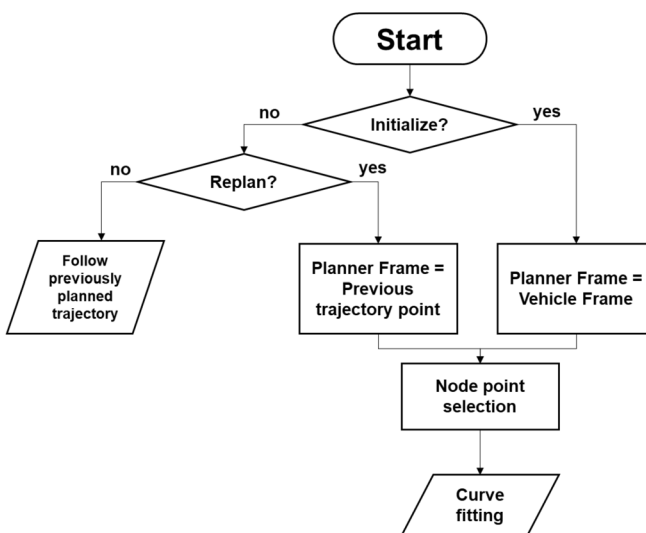 Start
no
Initialize?
yes
no
Replan?
yes
Follow
previously
planned
trajectory
Planner Frame =
Previous
trajectory point
Planner Frame =
Vehicle Frame
Node point
selection
Curve
fitting